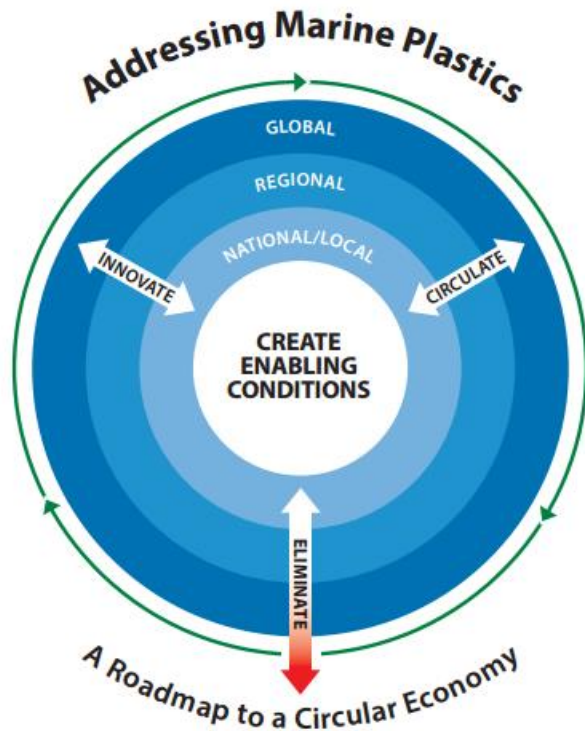 Addressing Marine Plastics
GLOBAL
REGIONAL
NATIONAL/LOCAL
INNOVATE
CIRCULATE
CREATE
ENABLING
CONDITIONS
ELIMINATE
A Roadmap to a Circular Economy